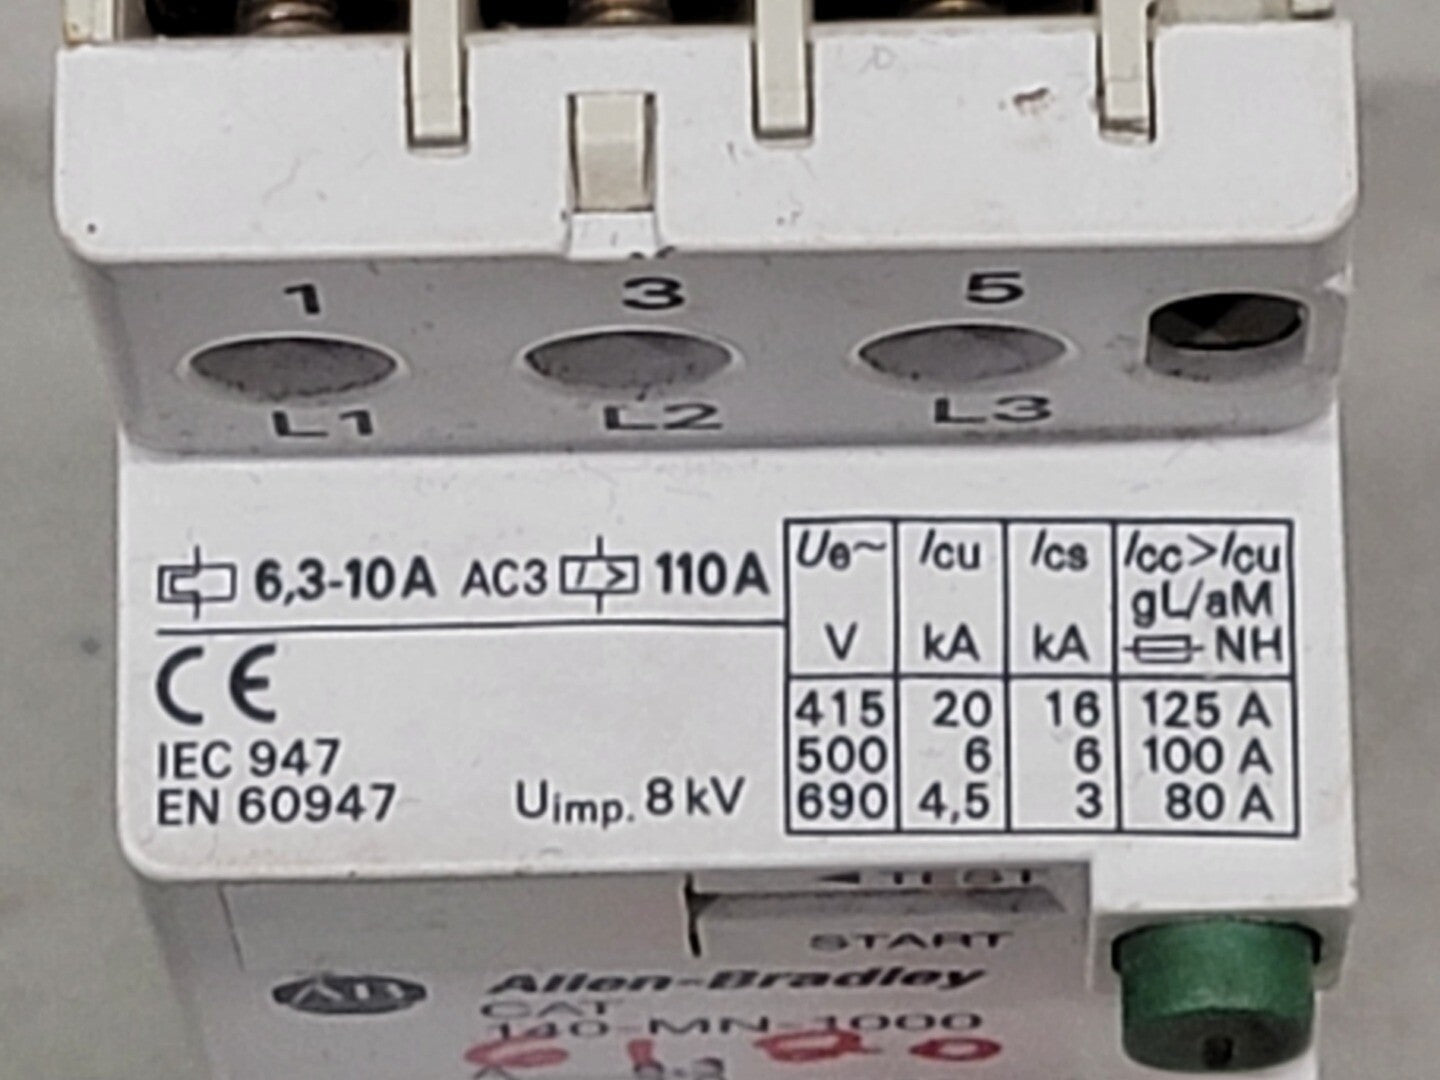 1 3 5
L1 L2 L3
6,3-10A AC3 110A
Ue~ Icu Ics Icc>Icu
gL/aM
V kA kA NH
415 20 16 125 A
500 6 6 100 A
690 4,5 3 80 A
CE
IEC 947
EN 60947 Uimp. 8 kV
TEST
START
AB Allen-Bradley
CAT
140-MN-1000